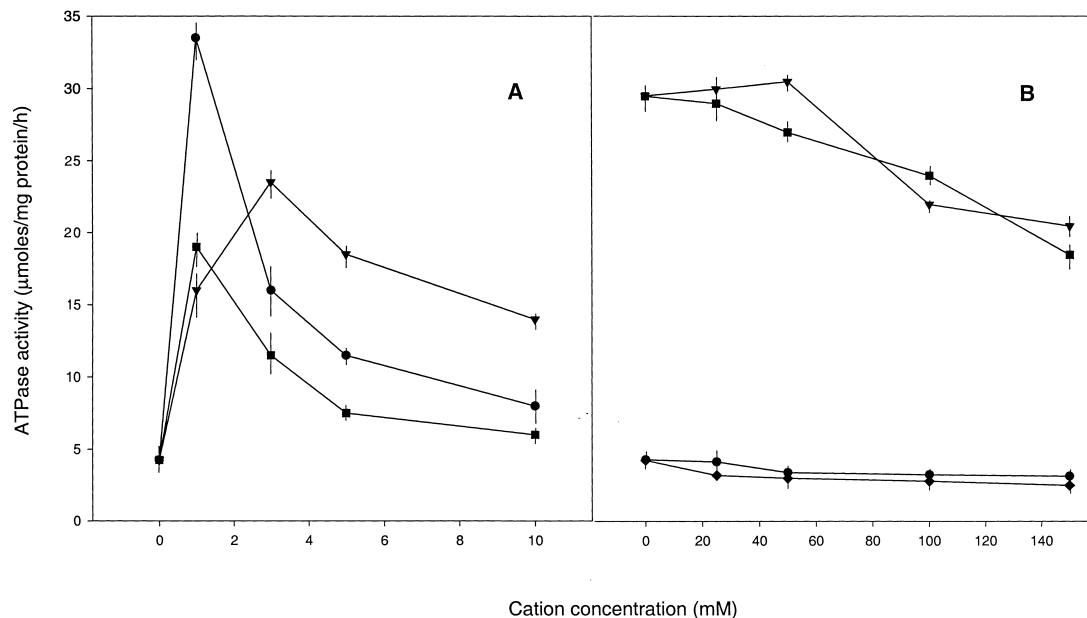 35
30
25
20
15
10
5
0
ATPase activity (μmoles/mg protein/h)
A
B
0 2 4 6 8 10
0 20 40 60 80 100 120 140
Cation concentration (mM)